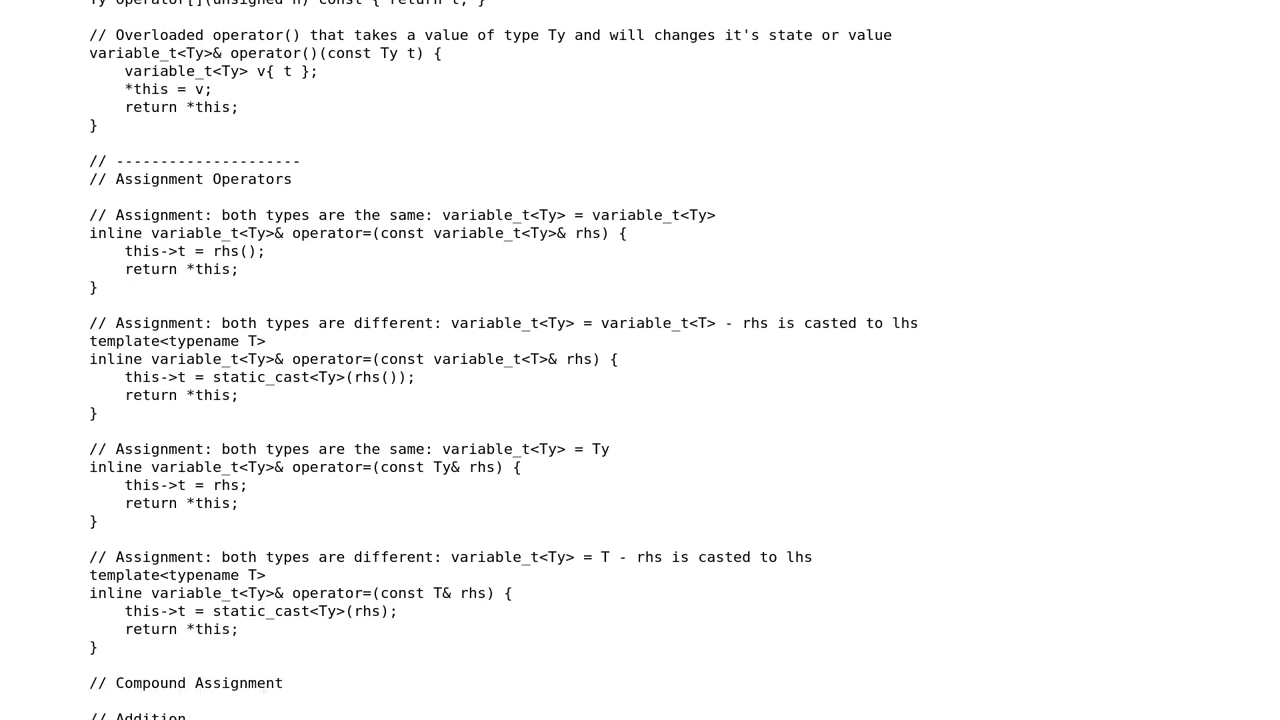 Ty operator[](unsigned n) const { return t; }
// Overloaded operator() that takes a value of type Ty and will changes it's state or value
variable_t<Ty>& operator()(const Ty t) {
    variable_t<Ty> v{ t };
    *this = v;
    return *this;
}
// ---------------------
// Assignment Operators
// Assignment: both types are the same: variable_t<Ty> = variable_t<Ty>
inline variable_t<Ty>& operator=(const variable_t<Ty>& rhs) {
    this->t = rhs();
    return *this;
}
// Assignment: both types are different: variable_t<Ty> = variable_t<T> - rhs is casted to lhs
template<typename T>
inline variable_t<Ty>& operator=(const variable_t<T>& rhs) {
    this->t = static_cast<Ty>(rhs());
    return *this;
}
// Assignment: both types are the same: variable_t<Ty> = Ty
inline variable_t<Ty>& operator=(const Ty& rhs) {
    this->t = rhs;
    return *this;
}
// Assignment: both types are different: variable_t<Ty> = T - rhs is casted to lhs
template<typename T>
inline variable_t<Ty>& operator=(const T& rhs) {
    this->t = static_cast<Ty>(rhs);
    return *this;
}
// Compound Assignment
// Addition